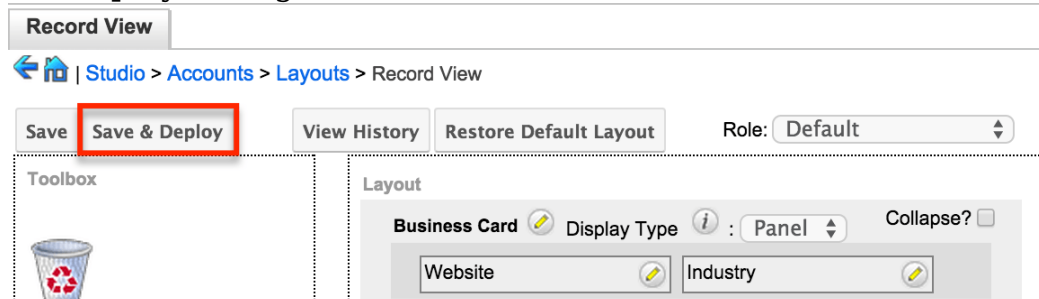 Record View
| Studio > Accounts > Layouts > Record View
Save Save & Deploy View History Restore Default Layout Role: Default
Toolbox
Layout
Business Card Display Type i : Panel Collapse?
Website Industry